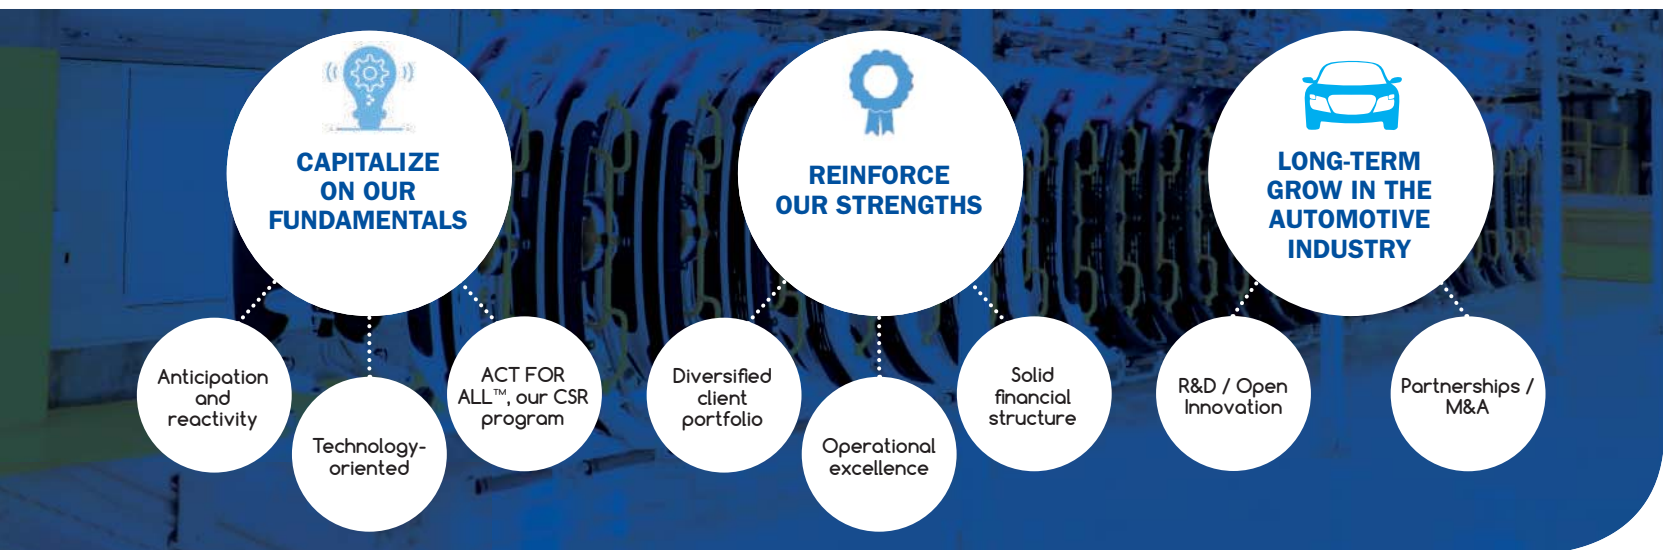 CAPITALIZE
ON OUR
FUNDAMENTALS
Anticipation
and
reactivity
Technology-
oriented
ACT FOR
ALL™, our CSR
program
REINFORCE
OUR STRENGTHS
Diversified
client
portfolio
Operational
excellence
Solid
financial
structure
LONG-TERM
GROW IN THE
AUTOMOTIVE
INDUSTRY
R&D / Open
Innovation
Partnerships /
M&A